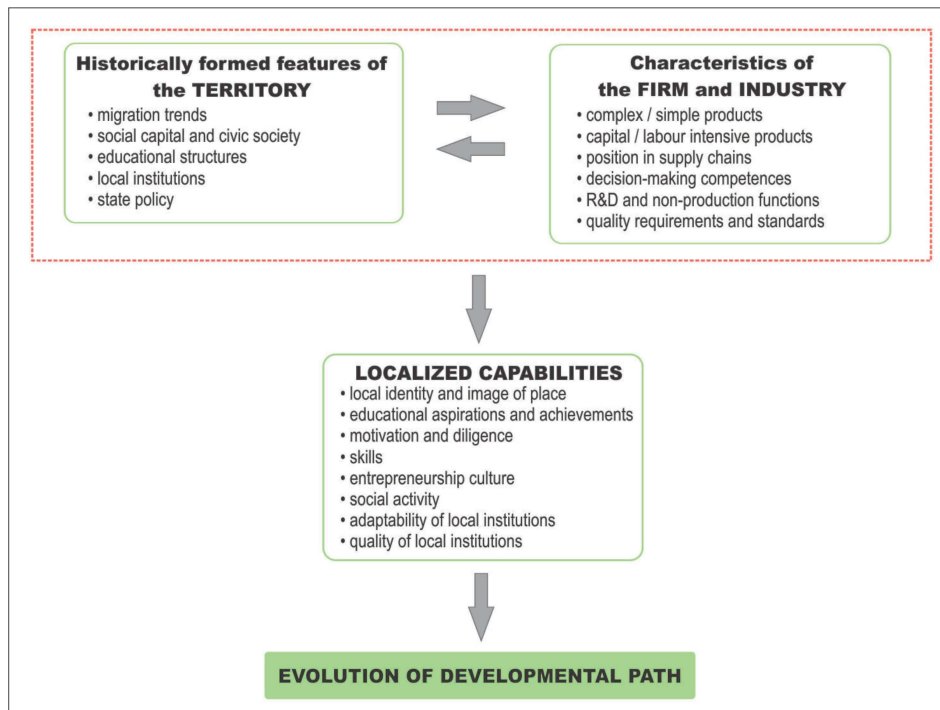 Historically formed features of
the TERRITORY
• migration trends
• social capital and civic society
• educational structures
• local institutions
• state policy
Characteristics of
the FIRM and INDUSTRY
• complex / simple products
• capital / labour intensive products
• position in supply chains
• decision-making competences
• R&D and non-production functions
• quality requirements and standards
LOCALIZED CAPABILITIES
• local identity and image of place
• educational aspirations and achievements
• motivation and diligence
• skills
• entrepreneurship culture
• social activity
• adaptability of local institutions
• quality of local institutions
EVOLUTION OF DEVELOPMENTAL PATH